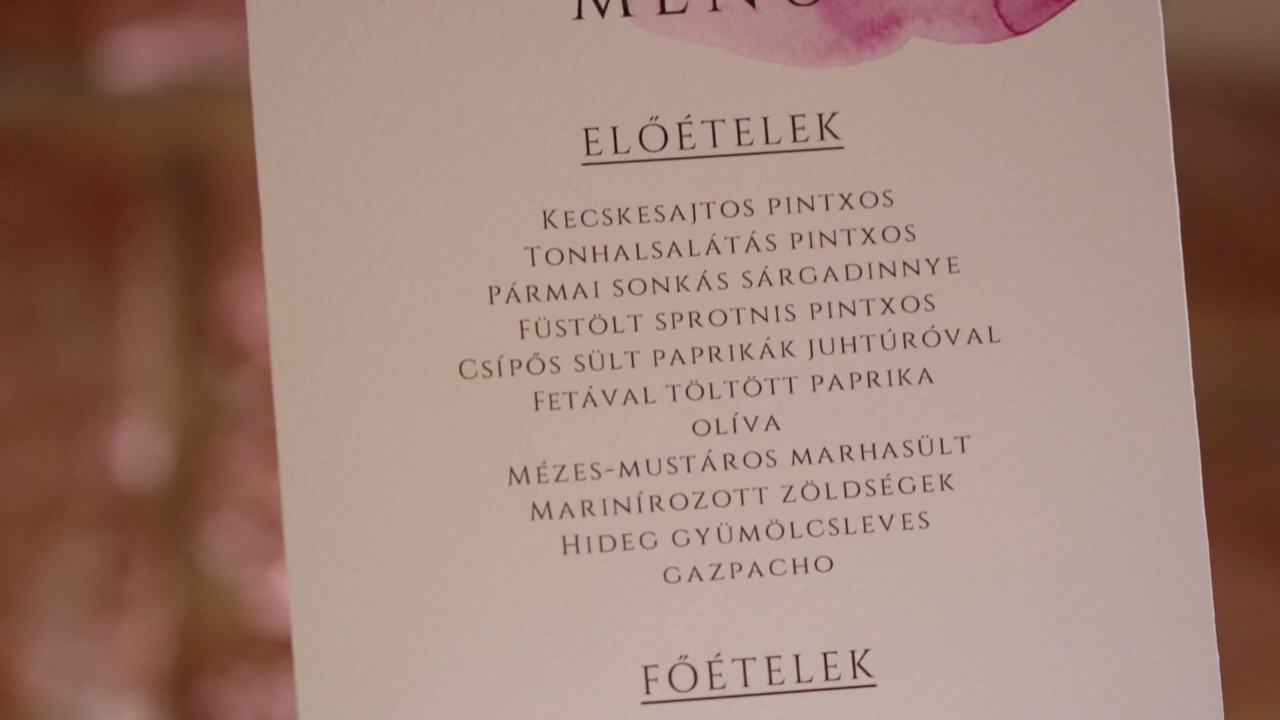 MENÜ
ELŐÉTELEK
KECSKESAJTOS PINTXOS
TONHALSALÁTÁS PINTXOS
PÁRMAI SONKÁS SÁRGADINNYE
FÜSTÖLT SPROTNIS PINTXOS
CSÍPŐS SÜLT PAPRIKÁK JUHTÚRÓVAL
FETÁVAL TÖLTÖTT PAPRIKA
OLÍVA
MÉZES-MUSTÁROS MARHASÜLT
MARINÍROZOTT ZÖLDSÉGEK
HIDEG GYÜMÖLCSLEVES
GAZPACHO
FŐÉTELEK